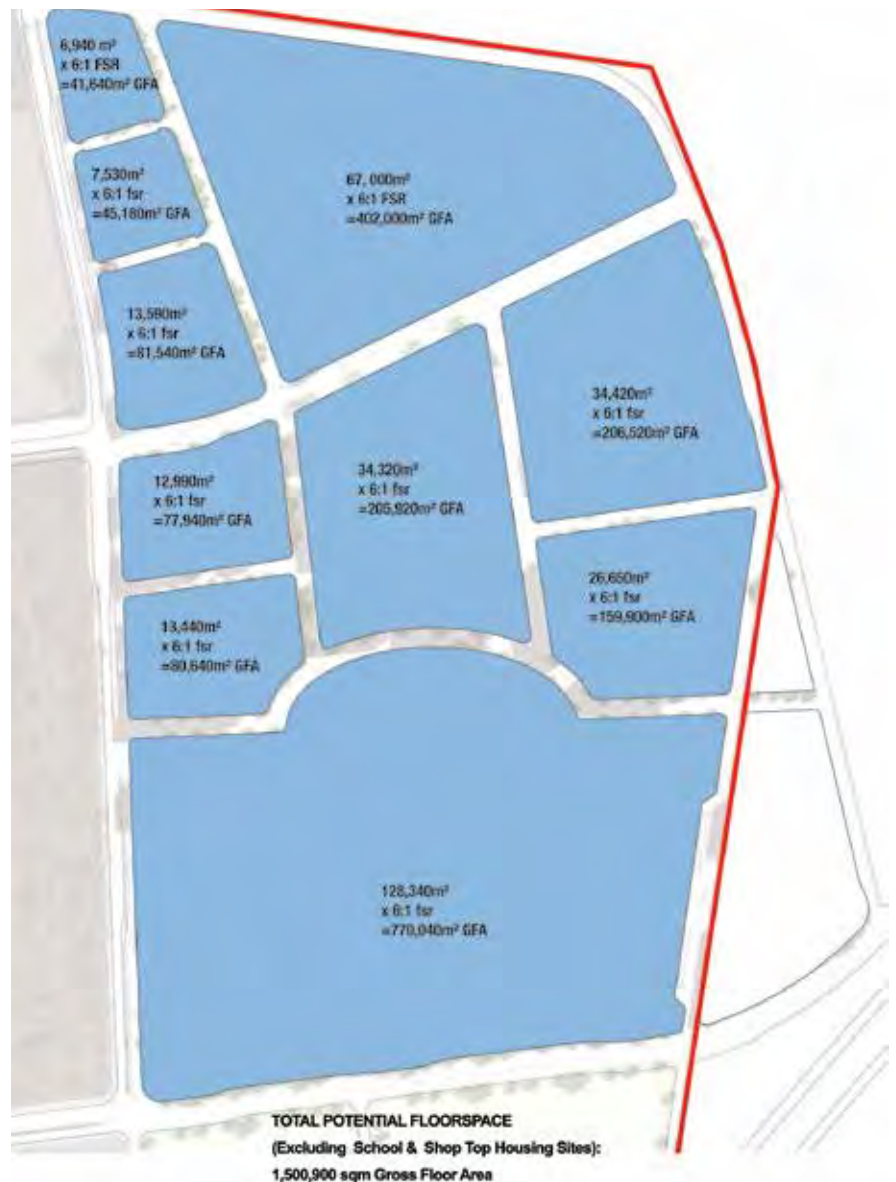 6,940 m²
x 6:1 FSR
=41,640m² GFA
67,000m²
x 6:1 FSR
=402,000m² GFA
7,530m²
x 6:1 fsr
=45,180m² GFA
13,590m²
x 6:1 fsr
=81,540m² GFA
34,420m²
x 6:1 fsr
=206,520m² GFA
12,990m²
x 6:1 fsr
=77,940m² GFA
34,320m²
x 6:1 fsr
=205,920m² GFA
26,650m²
x 6:1 fsr
=159,900m² GFA
13,440m²
x 6:1 fsr
=80,640m² GFA
128,340m²
x 6:1 fsr
=770,040m² GFA
TOTAL POTENTIAL FLOORSPACE
(Excluding School & Shop Top Housing Sites):
1,500,900 sqm Gross Floor Area